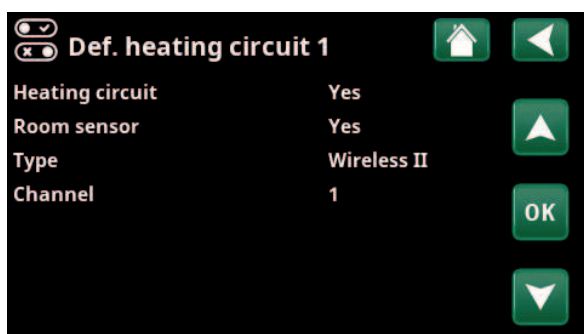 Def. heating circuit 1
Heating circuit Yes
Room sensor Yes
Type Wireless II
Channel 1
OK